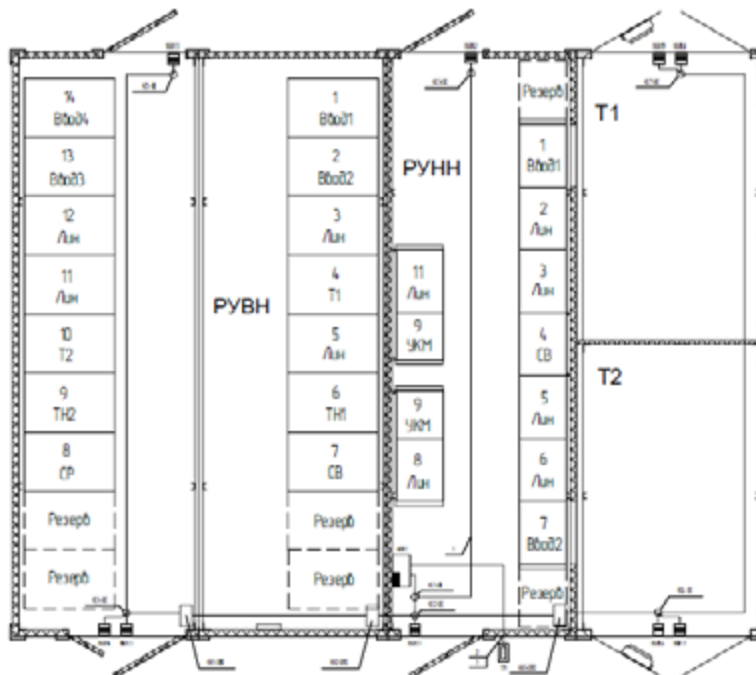 14
Ввод4
13
Ввод3
12
Лин
11
Лин
10
Т2
9
ТН2
8
СР
Резерв
Резерв
РУВН
1
Ввод1
2
Ввод2
3
Лин
4
Т1
5
Лин
6
ТН1
7
СВ
Резерв
Резерв
РУНН
11
Лин
9
УКМ
9
УКМ
8
Лин
Резерв
1
Ввод1
2
Лин
3
Лин
4
СВ
5
Лин
6
Лин
7
Ввод2
Резерв
Т1
Т2